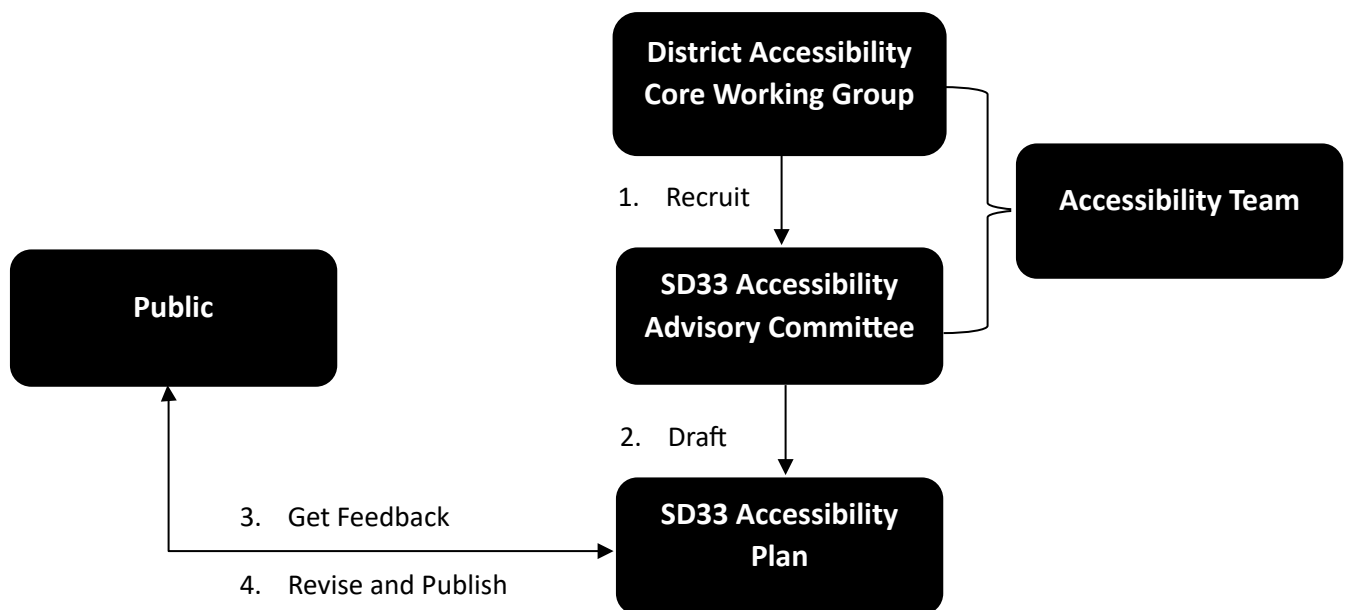 District Accessibility
Core Working Group
1. Recruit
Accessibility Team
SD33 Accessibility
Advisory Committee
Public
2. Draft
3. Get Feedback
SD33 Accessibility
Plan
4. Revise and Publish